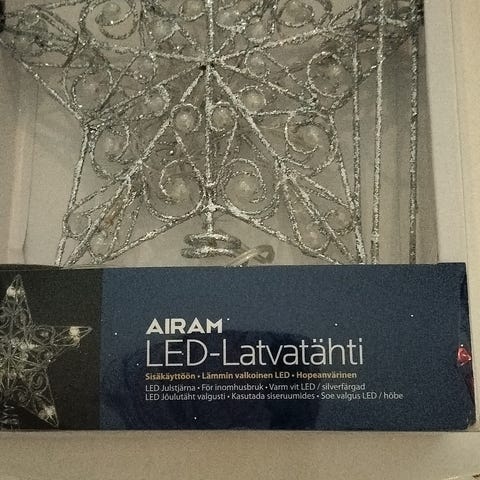 AIRAM
LED-Latvatähti
Sisäkäyttöön • Lämmin valkoinen LED • Hopeanvärinen
LED Julstjärna • För inomhusbruk • Varm vit LED / silverfärgad
LED Jõulutäht valgusti • Kasutada siseruumides • Soe valgus LED / hõbe